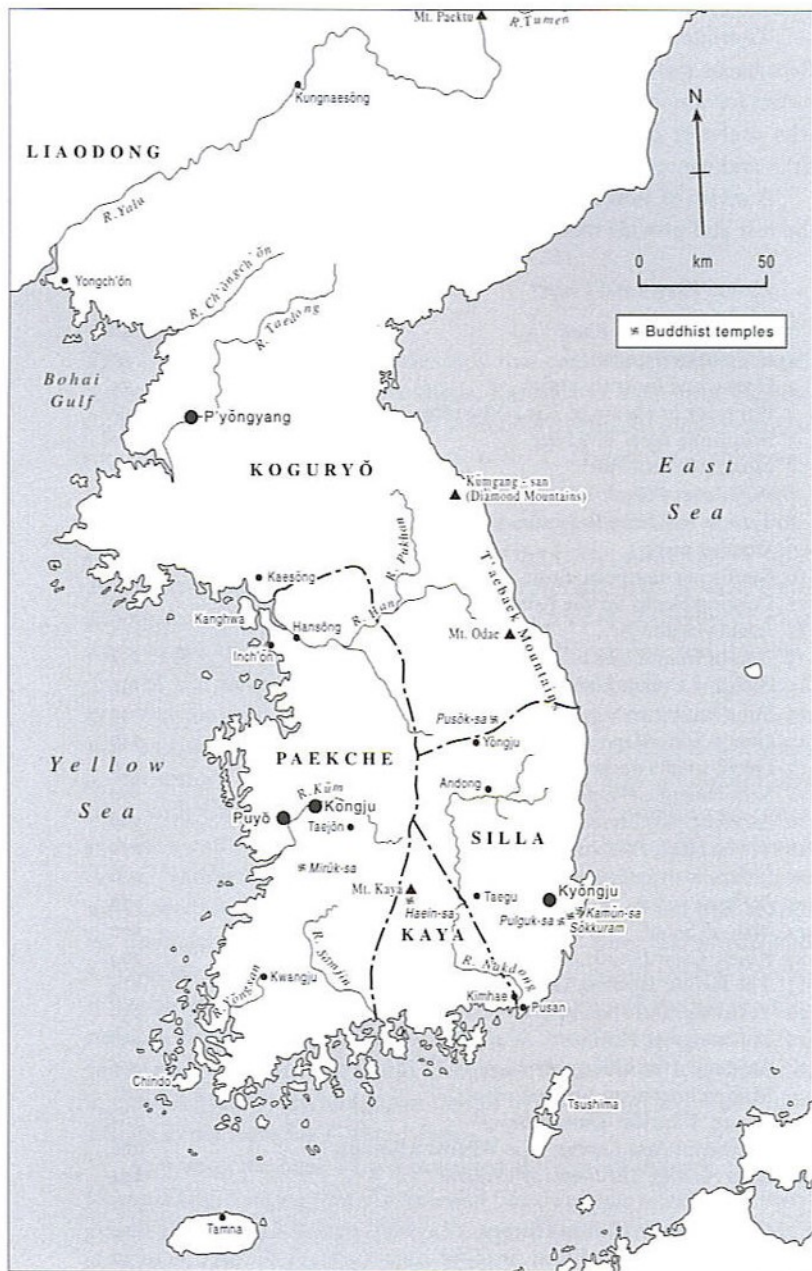 Mt. Paektu
R. Tumen
Kungnaesŏng
N
LIAODONG
R. Yalu
0 km 50
Yongch'ŏn
R. Ch'ŏngch'ŏn
R. Taedong
Buddhist temples
Bohai
Gulf
P'yŏngyang
KOGURYŎ
East
Sea
Kŭmgang - san
(Diamond Mountains)
R. Pukhan
T'aebaek Mountains
Kaesŏng
Kanghwa
R. Han
Hansŏng
Mt. Odae
Inch'ŏn
Pusŏk-sa
Yŏngju
Yellow
Sea
PAEKCHE
Andong
R. Kŭm
Kongju
Puyŏ
Taejŏn
SILLA
Mirŭk-sa
Mt. Kaya
Taegu
Kyŏngju
Haein-sa
Pulguk-sa
Kamŭn-sa
Sŏkkuram
KAYA
R. Sŏmjin
R. Nakdong
Kwangju
Kimhae
R. Yŏngsan
Pusan
Chindo
Tsushima
Tamna